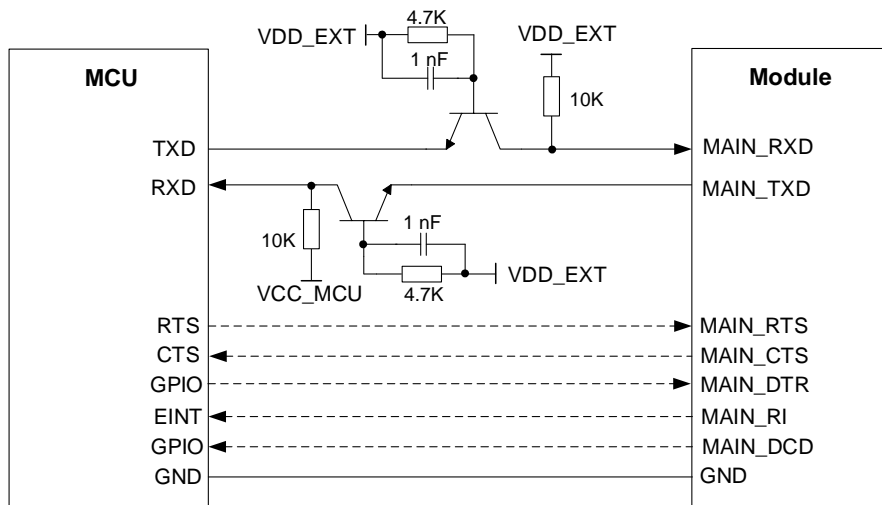 4.7K
VDD_EXT
VDD_EXT
1 nF
MCU
Module
10K
TXD
MAIN_RXD
RXD
MAIN_TXD
1 nF
10K
VDD_EXT
4.7K
VCC_MCU
RTS
MAIN_RTS
CTS
MAIN_CTS
GPIO
MAIN_DTR
EINT
MAIN_RI
GPIO
MAIN_DCD
GND
GND